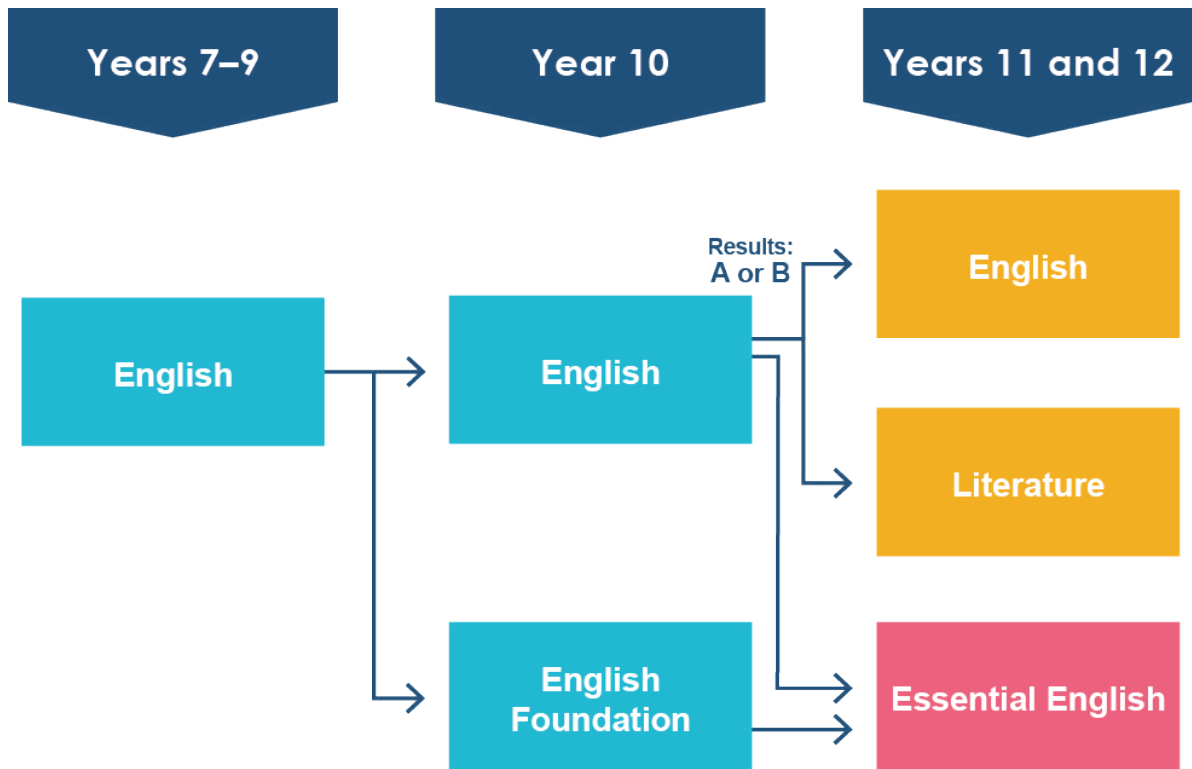 Years 7–9
Year 10
Years 11 and 12
English
English
Results:
A or B
English
Literature
English
Foundation
Essential English